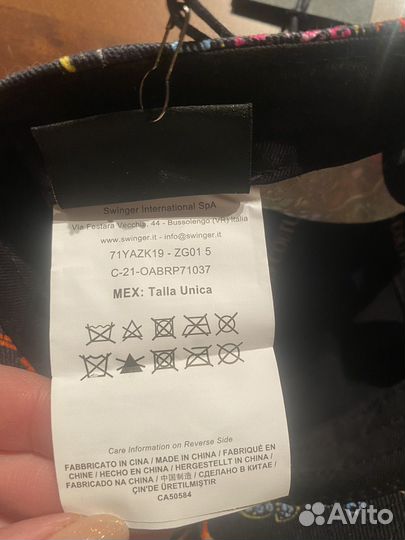 Swinger International SpA
Via Festara Vecchia, 44 - Bussolengo (VR) Italia
www.swinger.it - info@swinger.it
71YAZK19 - ZG01 5
C-21-OABRP71037
MEX: Talla Unica
Care Information on Reverse Side
FABBRICATO IN CINA / MADE IN CHINA / FABRIQUÉ EN
CHINE / HECHO EN CHINA / HERGESTELLT IN CHINA /
FABRICADO NA CHINA / 中国制造 / СДЕЛАНО В КИТАЕ /
ÇIN'DE ÜRETILMIŞTIR
CA50584
Avito